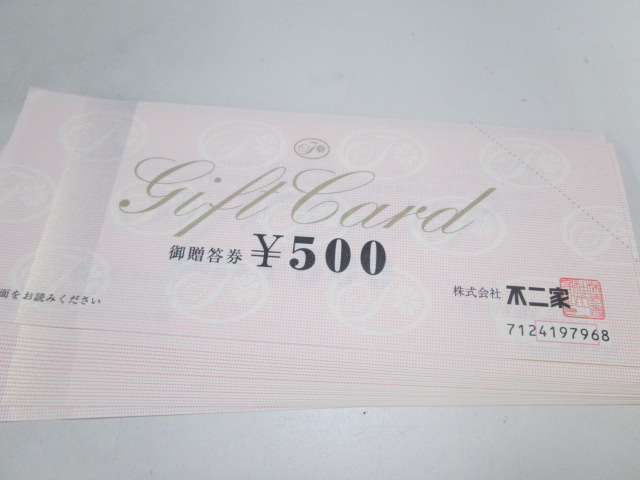 Gift Card
御贈答券 ¥500
面をお読みください
株式会社 不二家
7124197968